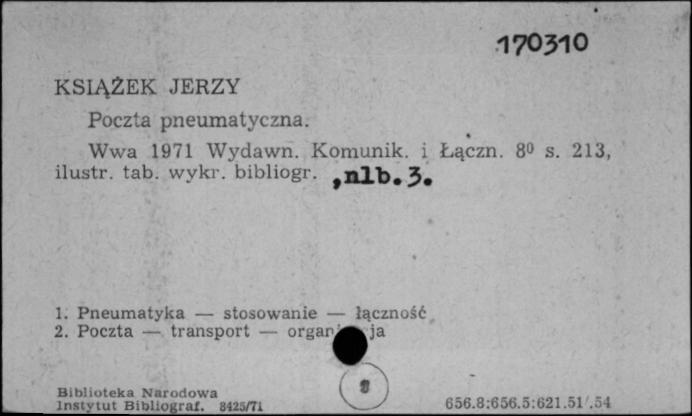 170310
KSIĄŻEK JERZY
Poczta pneumatyczna.
Wwa 1971 Wydawn. Komunik. i Łączn. 8⁰ s. 213,
ilustr. tab. wykr. bibliogr. ,nlb.3.
1. Pneumatyka — stosowanie — łączność
2. Poczta — transport — organi ja
Biblioteka Narodowa
Instytut Bibliograf. 8425/71
656.8:656.5:621.51/.54